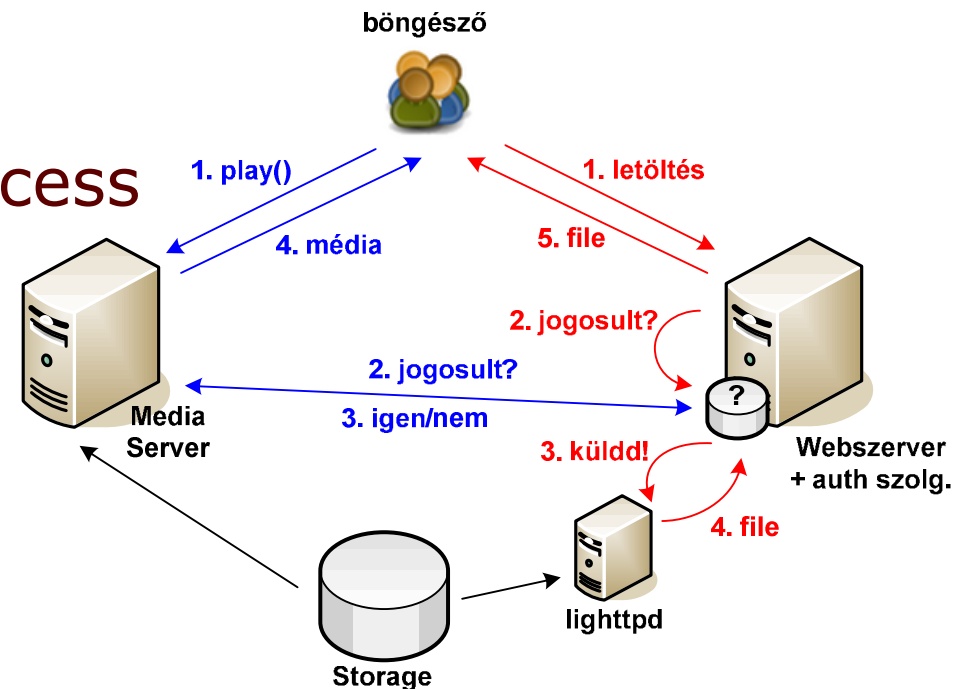 böngésző
cess
1. play()
4. média
1. letöltés
5. file
2. jogosult?
2. jogosult?
3. igen/nem
?
Media
Server
3. küldd!
4. file
Webszerver
+ auth szolg.
lighttpd
Storage